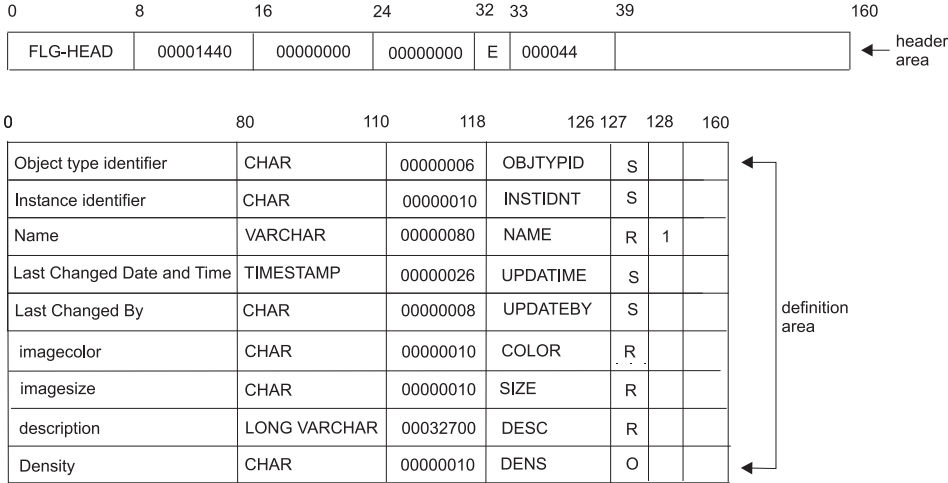 0 8 16 24 32 33 39 160
FLG-HEAD 00001440 00000000 00000000 E 000044
header
area
0 80 110 118 126 127 128 160
Object type identifier CHAR 00000006 OBJTYPID S
Instance identifier CHAR 00000010 INSTIDNT S
Name VARCHAR 00000080 NAME R 1
Last Changed Date and Time TIMESTAMP 00000026 UPDATIME S
Last Changed By CHAR 00000008 UPDATEBY S
definition
area
imagecolor CHAR 00000010 COLOR R
imagesize CHAR 00000010 SIZE R
description LONG VARCHAR 00032700 DESC R
Density CHAR 00000010 DENS O